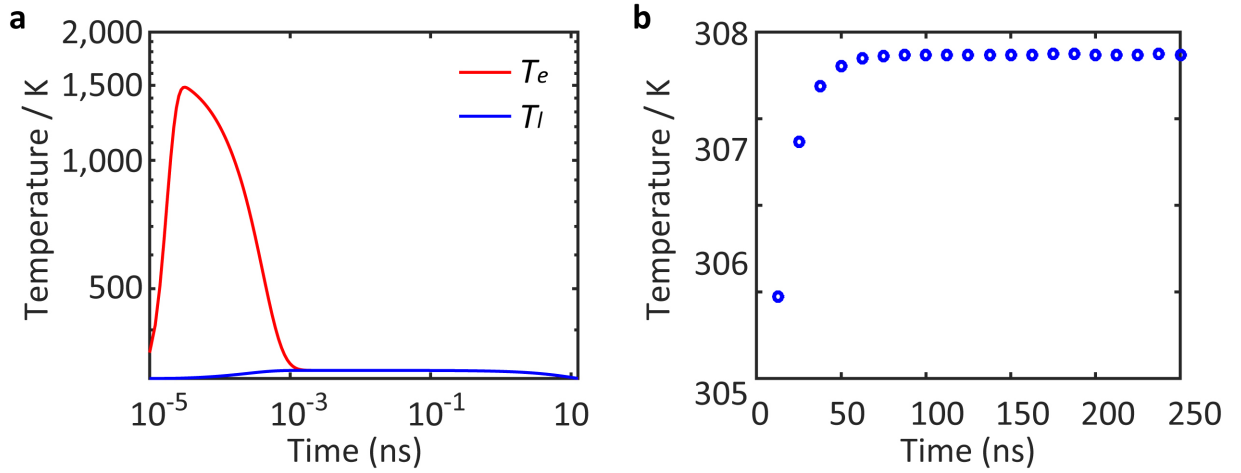 a
2,000
1,500
1,000
500
Temperature / K
Te
Tl
10-5
10-3
10-1
10
Time (ns)
b
308
307
306
305
Temperature / K
0
50
100
150
200
250
Time (ns)